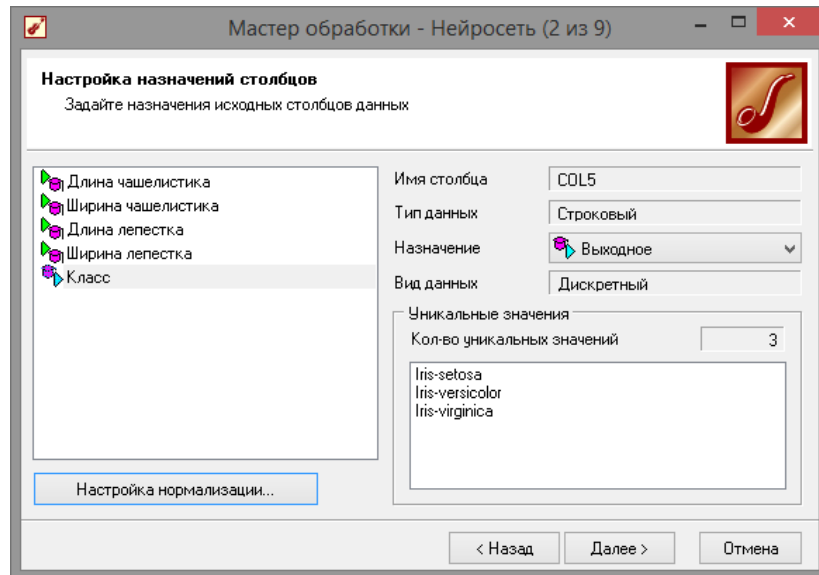 Мастер обработки - Нейросеть (2 из 9)
Настройка назначений столбцов
Задайте назначения исходных столбцов данных
Длина чашелистика
Ширина чашелистика
Длина лепестка
Ширина лепестка
Класс
Настройка нормализации...
Имя столбца COL5
Тип данных Строковый
Назначение Выходное
Вид данных Дискретный
Уникальные значения
Кол-во уникальных значений 3
Iris-setosa
Iris-versicolor
Iris-virginica
< Назад Далее > Отмена